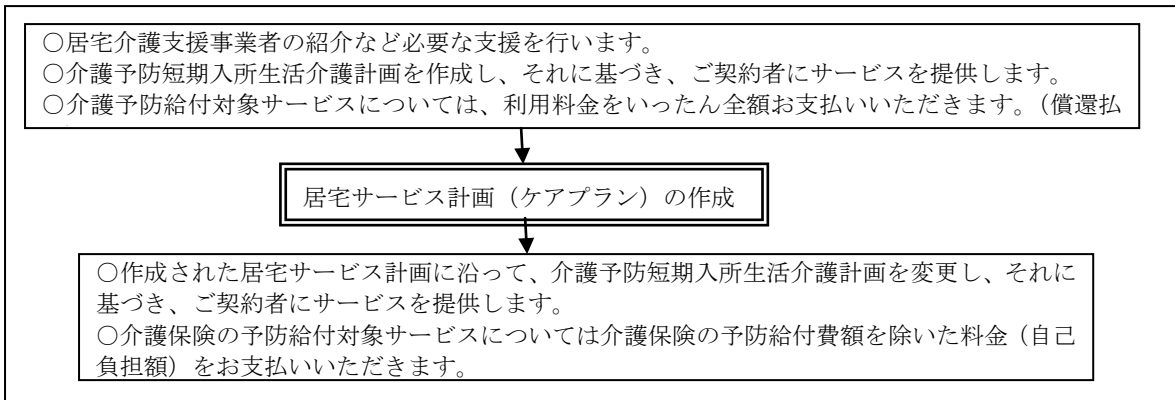 ○居宅介護支援事業者の紹介など必要な支援を行います。
○介護予防短期入所生活介護計画を作成し、それに基づき、ご契約者にサービスを提供します。
○介護予防給付対象サービスについては、利用料金をいったん全額お支払いいただきます。（償還払
居宅サービス計画（ケアプラン）の作成
○作成された居宅サービス計画に沿って、介護予防短期入所生活介護計画を変更し、それに
基づき、ご契約者にサービスを提供します。
○介護保険の予防給付対象サービスについては介護保険の予防給付費額を除いた料金（自己
負担額）をお支払いいただきます。